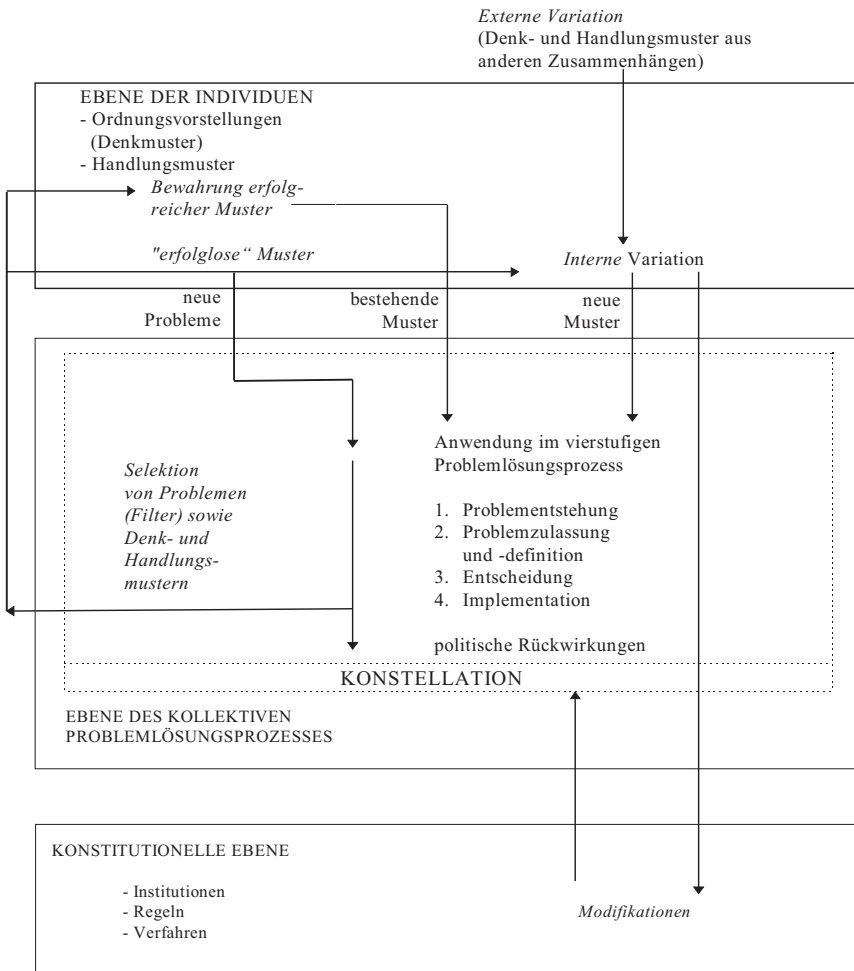 Externe Variation
(Denk- und Handlungsmuster aus
anderen Zusammenhängen)
EBENE DER INDIVIDUEN
- Ordnungsvorstellungen
(Denkmuster)
- Handlungsmuster
Bewahrung erfolg-
reicher Muster
"erfolglose“ Muster
Interne Variation
neue
Probleme
bestehende
Muster
neue
Muster
Selektion
von Problemen
(Filter) sowie
Denk- und
Handlungs-
mustern
Anwendung im vierstufigen
Problemlösungsprozess
1. Problementstehung
2. Problemzulassung
und -definition
3. Entscheidung
4. Implementation
politische Rückwirkungen
KONSTELLATION
EBENE DES KOLLEKTIVEN
PROBLEMLÖSUNGSPROZESSES
KONSTITUTIONELLE EBENE
- Institutionen
- Regeln
- Verfahren
Modifikationen